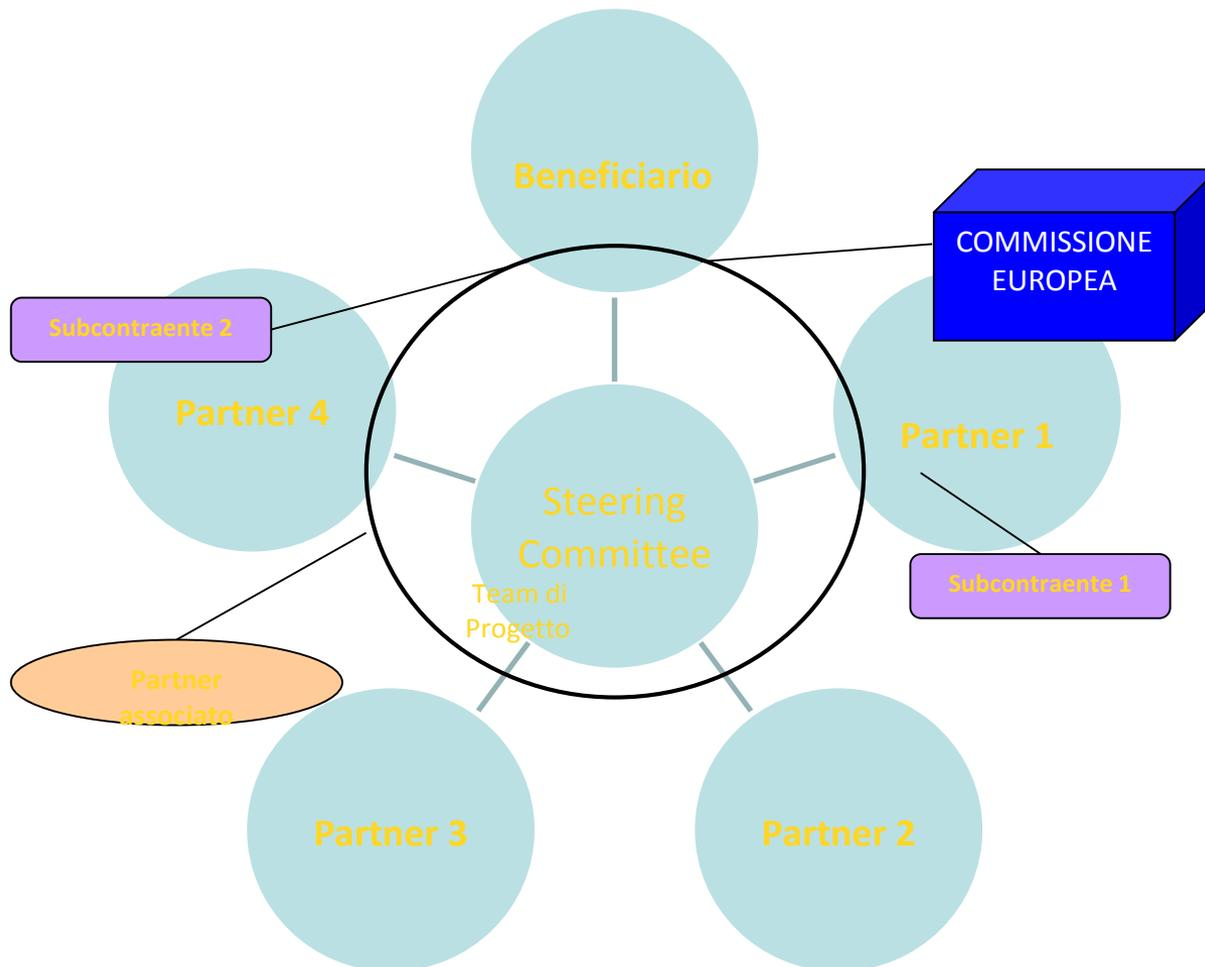 Beneficiario
COMMISSIONE
EUROPEA
Subcontraente 2
Partner 4
Partner 1
Steering
Committee
Team di
Progetto
Subcontraente 1
Partner
associato
Partner 3
Partner 2